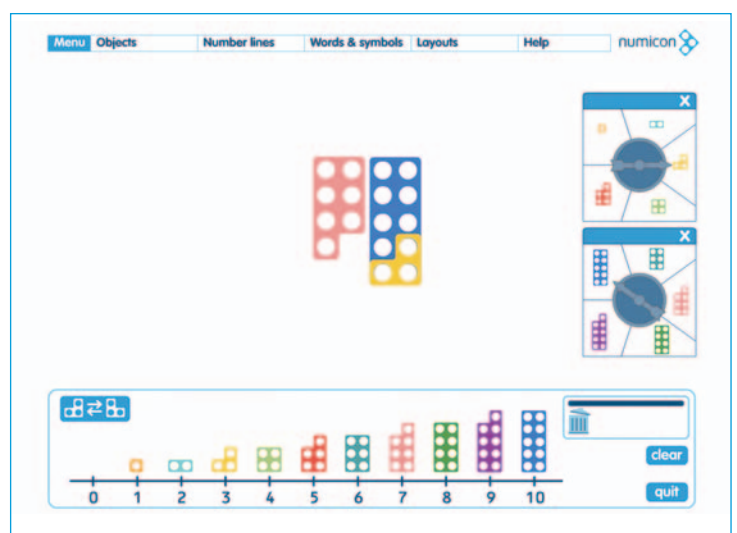 Menu Objects Number lines Words & symbols Layouts Help numicon
X
X
clear
0 1 2 3 4 5 6 7 8 9 10
quit